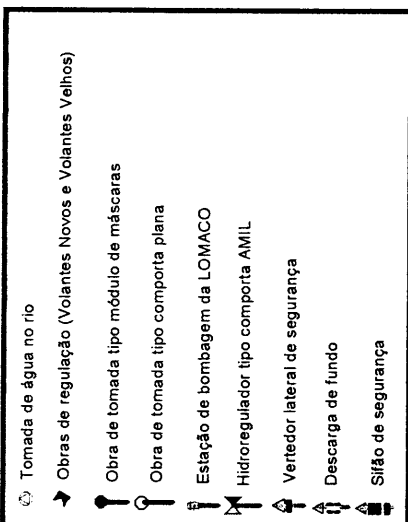 Tomada de água no rio
Obras de regulação (Volantes Novos e Volantes Velhos)
Obra de tomada tipo módulo de máscaras
Obra de tomada tipo comporta plana
Estação de bombagem da LOMACO
Hidroregulador tipo comporta AMIL
Vertedor lateral de segurança
Descarga de fundo
Sifão de segurança